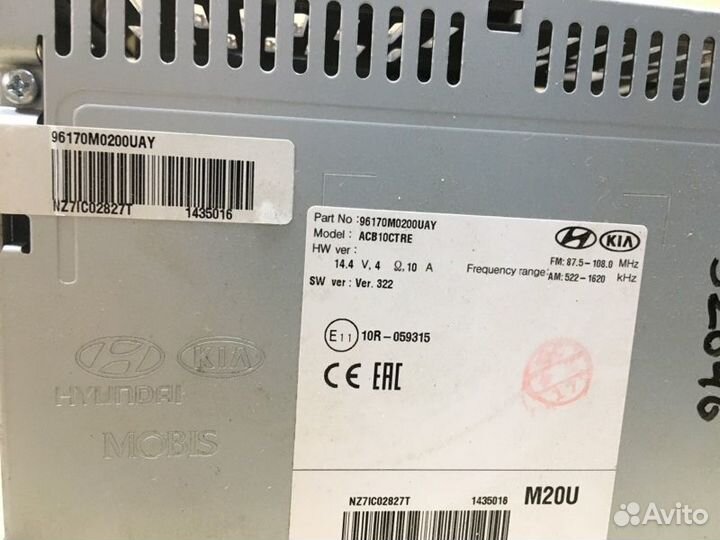 96170M0200UAY
NZ7IC02827T 1435016
Part No :96170M0200UAY
Model : ACB10CTRE
HW ver :
14.4 V, 4 Ω, 10 A
SW ver : Ver. 322
KIA
FM: 87.5-108.0 MHz
Frequency range:
AM: 522-1620 kHz
E11 10R-059315
CE EAC
KIA
HYUNDAI
MOBIS
NZ7IC02827T 1435016 M20U
Avito